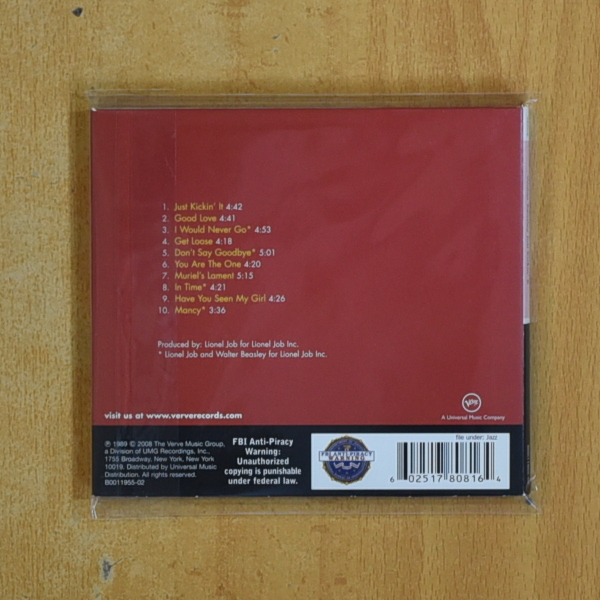 1. Just Kickin' It 4:42
2. Good Love 4:41
3. I Would Never Go* 4:53
4. Get Loose 4:18
5. Don't Say Goodbye* 5:01
6. You Are The One 4:20
7. Muriel's Lament 5:15
8. In Time* 4:21
9. Have You Seen My Girl 4:26
10. Mancy* 3:36
Produced by: Lionel Job for Lionel Job Inc.
* Lionel Job and Walter Beasley for Lionel Job Inc.
visit us at www.ververecords.com
Verve
A Universal Music Company
℗ 1989 © 2008 The Verve Music Group,
a Division of UMG Recordings, Inc.,
1755 Broadway, New York, New York
10019. Distributed by Universal Music
Distribution. All rights reserved.
B0011955-02
FBI Anti-Piracy
Warning:
Unauthorized
copying is punishable
under federal law.
FBI ANTI-PIRACY
WARNING
file under: Jazz
6 02517 80816 4